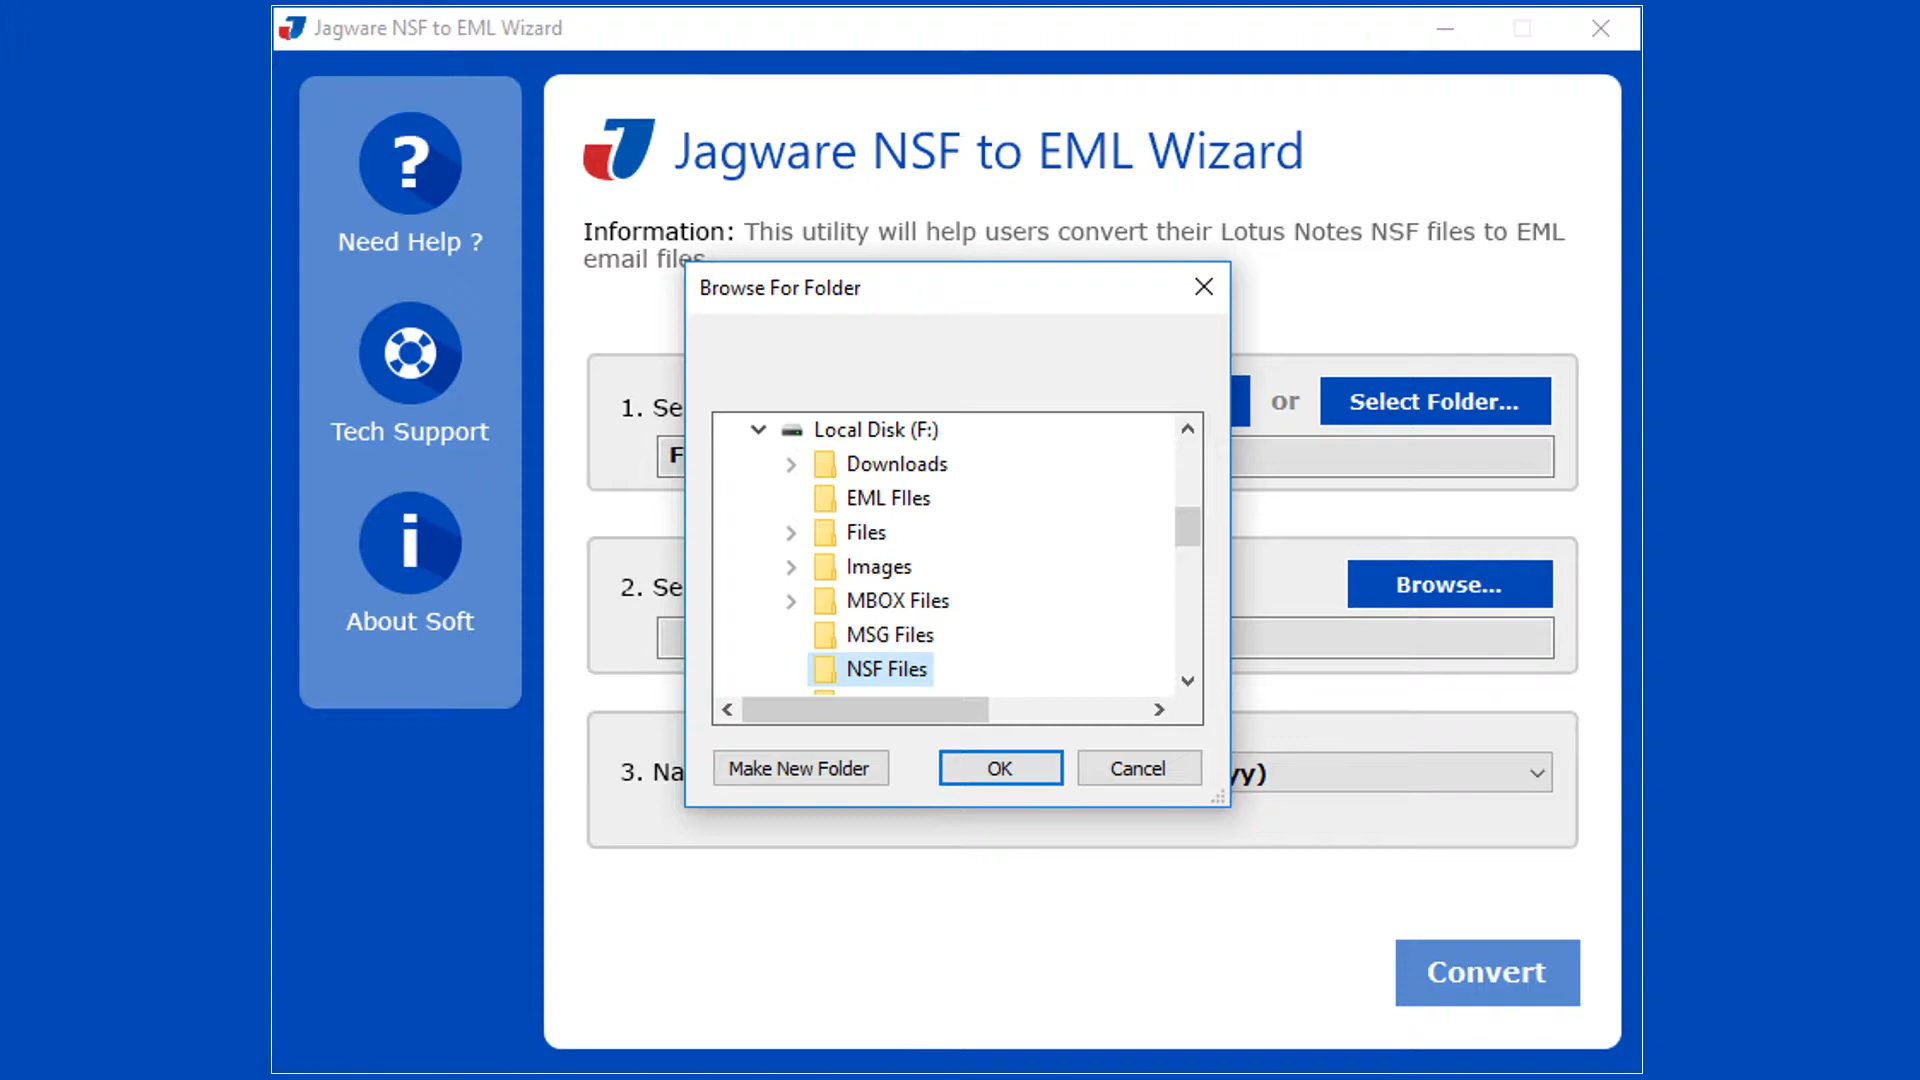 Jagware NSF to EML Wizard
Need Help ?
Tech Support
About Soft
Jagware NSF to EML Wizard
Information: This utility will help users convert their Lotus Notes NSF files to EML
email files
1. Se
or
Select Folder...
F
2. Se
Browse...
3. Na
yy)
Convert
Browse For Folder
Local Disk (F:)
Downloads
EML FIles
Files
Images
MBOX Files
MSG Files
NSF Files
Make New Folder
OK
Cancel